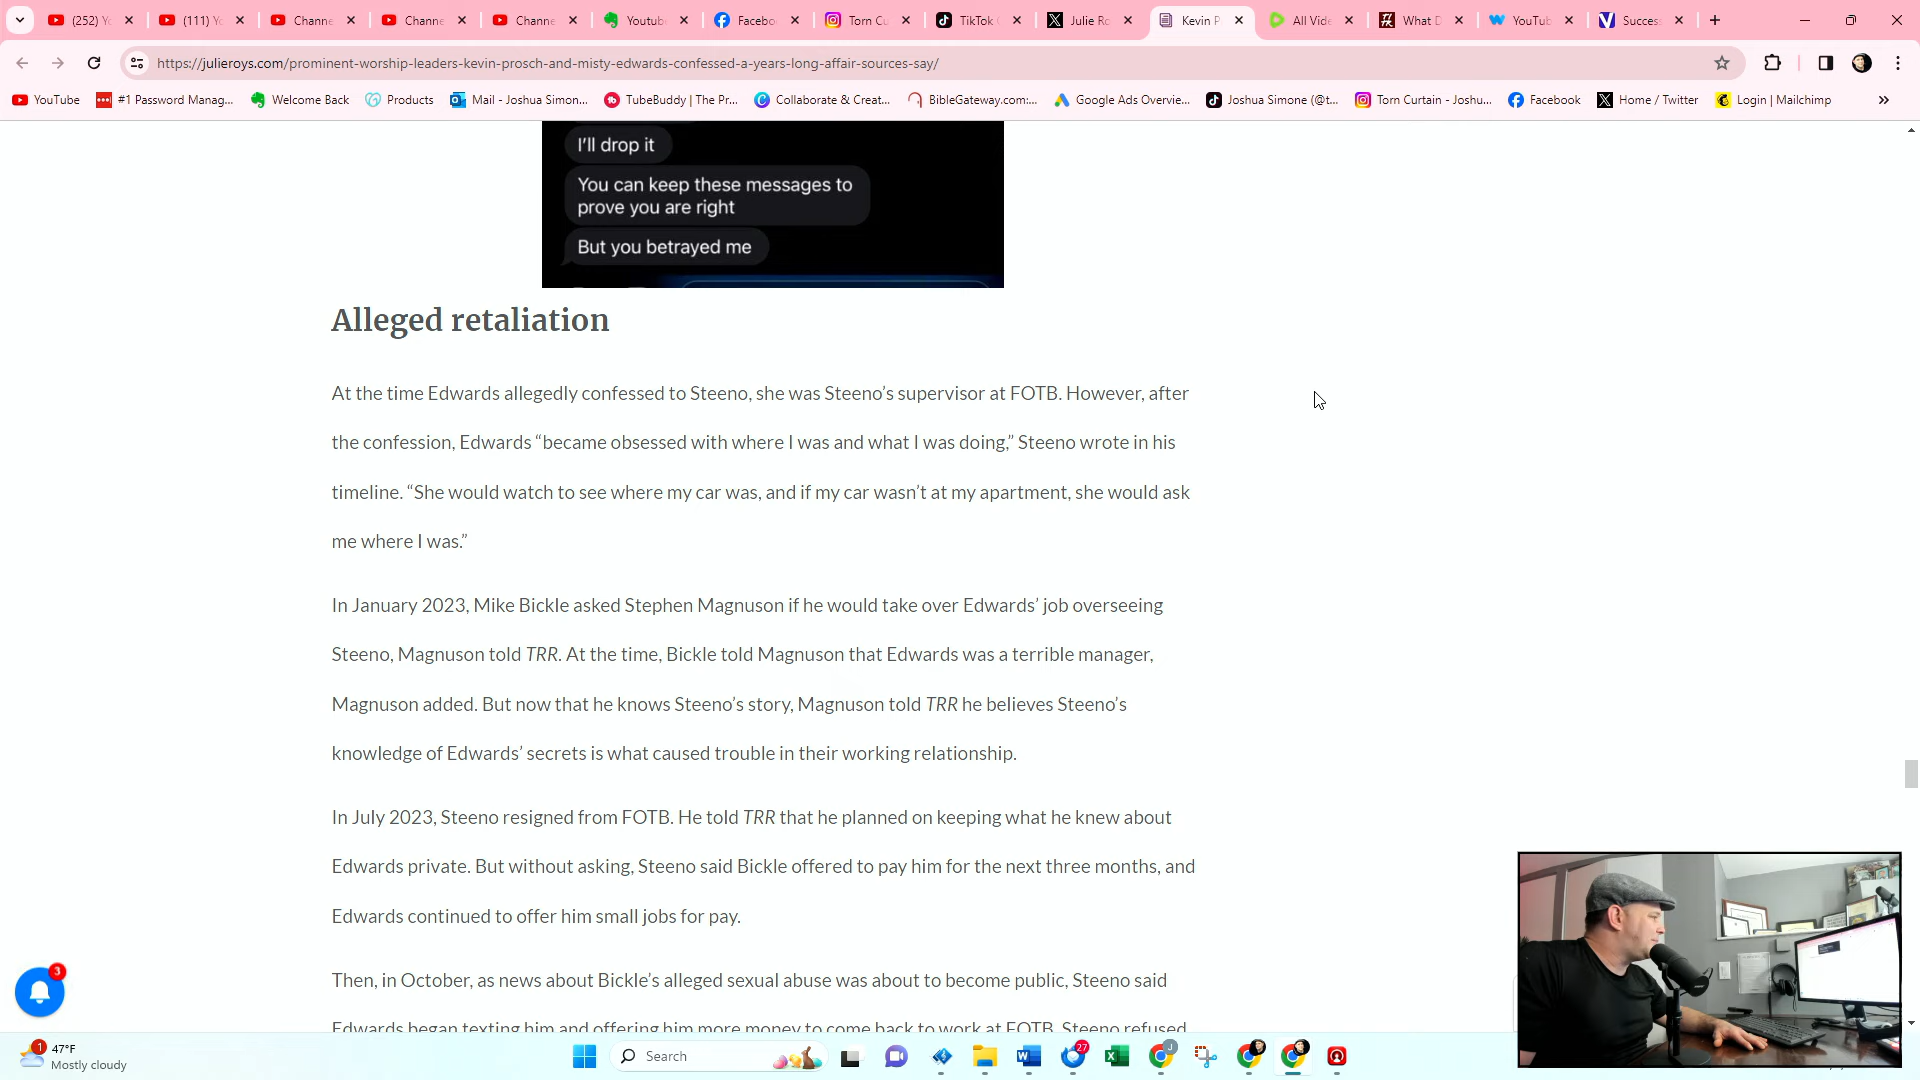 (252) Y
(111) Y
Channe
Channe
Channe
Youtub
Facebo
Torn Cu
TikTok
Julie Ro
Kevin P
All Vide
What D
YouTub
Succes
https://julieroys.com/prominent-worship-leaders-kevin-prosch-and-misty-edwards-confessed-a-years-long-affair-sources-say/
YouTube
#1 Password Manag...
Welcome Back
Products
Mail - Joshua Simon...
TubeBuddy | The Pr...
Collaborate & Creat...
BibleGateway.com:...
Google Ads Overvie...
Joshua Simone (@t...
Torn Curtain - Joshu...
Facebook
Home / Twitter
Login | Mailchimp
I'll drop it
You can keep these messages to
prove you are right
But you betrayed me
Alleged retaliation
At the time Edwards allegedly confessed to Steeno, she was Steeno's supervisor at FOTB. However, after
the confession, Edwards “became obsessed with where I was and what I was doing,” Steeno wrote in his
timeline. “She would watch to see where my car was, and if my car wasn't at my apartment, she would ask
me where I was.”
In January 2023, Mike Bickle asked Stephen Magnuson if he would take over Edwards' job overseeing
Steeno, Magnuson told TRR. At the time, Bickle told Magnuson that Edwards was a terrible manager,
Magnuson added. But now that he knows Steeno's story, Magnuson told TRR he believes Steeno's
knowledge of Edwards' secrets is what caused trouble in their working relationship.
In July 2023, Steeno resigned from FOTB. He told TRR that he planned on keeping what he knew about
Edwards private. But without asking, Steeno said Bickle offered to pay him for the next three months, and
Edwards continued to offer him small jobs for pay.
Then, in October, as news about Bickle's alleged sexual abuse was about to become public, Steeno said
Edwards began texting him and offering him more money to come back to work at FOTB. Steeno refused
3
1
47°F
Mostly cloudy
Search
27